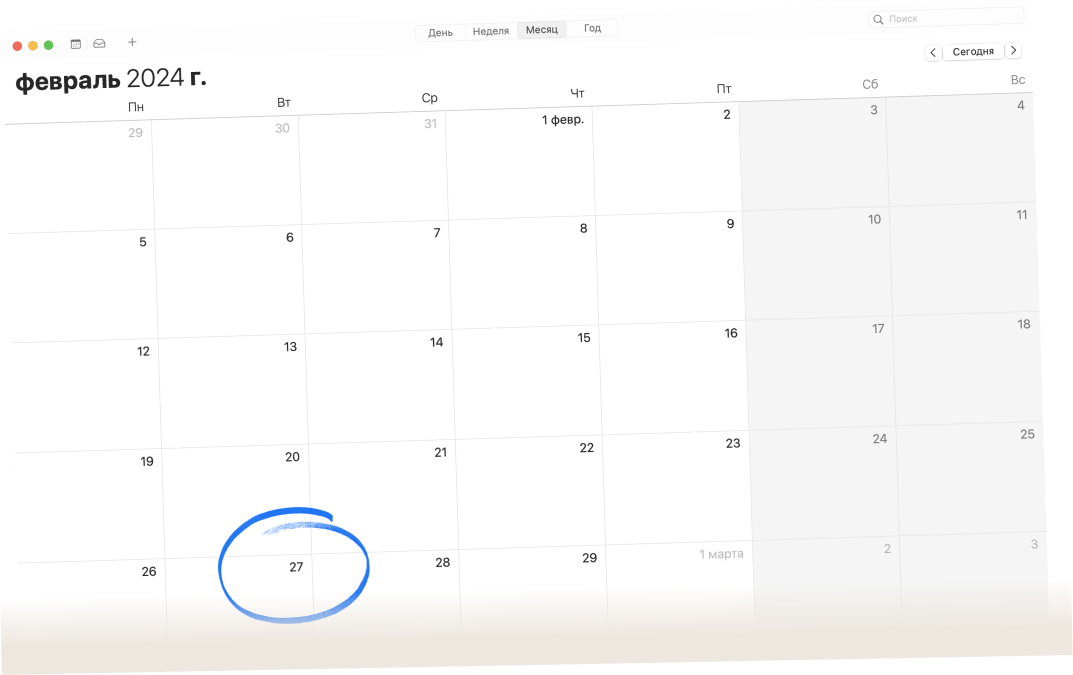 День Неделя Месяц Год Поиск
Сегодня
февраль 2024 г.
Пн Вт Ср Чт Пт Сб Вс
29 30 31 1 февр. 2 3 4
5 6 7 8 9 10 11
12 13 14 15 16 17 18
19 20 21 22 23 24 25
26 27 28 29 1 марта 2 3